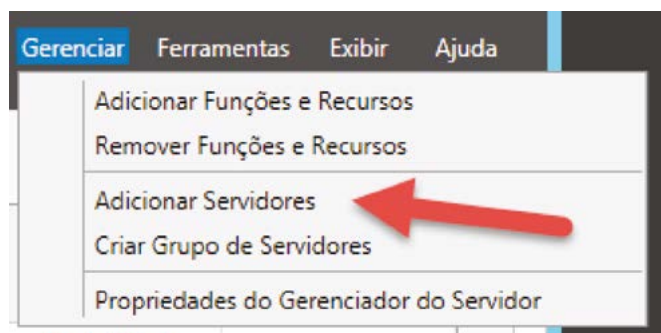 Gerenciar Ferramentas Exibir Ajuda
Adicionar Funções e Recursos
Remover Funções e Recursos
Adicionar Servidores
Criar Grupo de Servidores
Propriedades do Gerenciador do Servidor